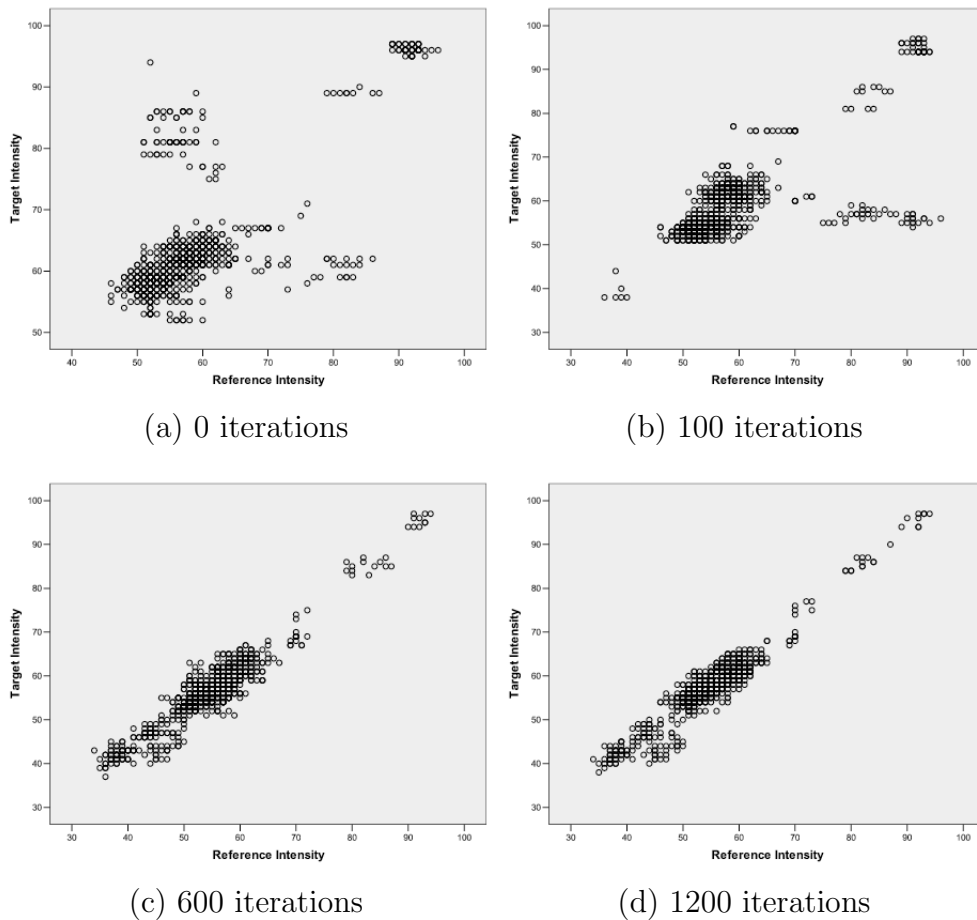 100
90
80
70
60
50
Target Intensity
40 50 60 70 80 90 100
Reference Intensity
(a) 0 iterations
100
90
80
70
60
50
40
30
Target Intensity
30 40 50 60 70 80 90 100
Reference Intensity
(b) 100 iterations
100
90
80
70
60
50
40
30
Target Intensity
30 40 50 60 70 80 90 100
Reference Intensity
(c) 600 iterations
100
90
80
70
60
50
40
30
Target Intensity
30 40 50 60 70 80 90 100
Reference Intensity
(d) 1200 iterations